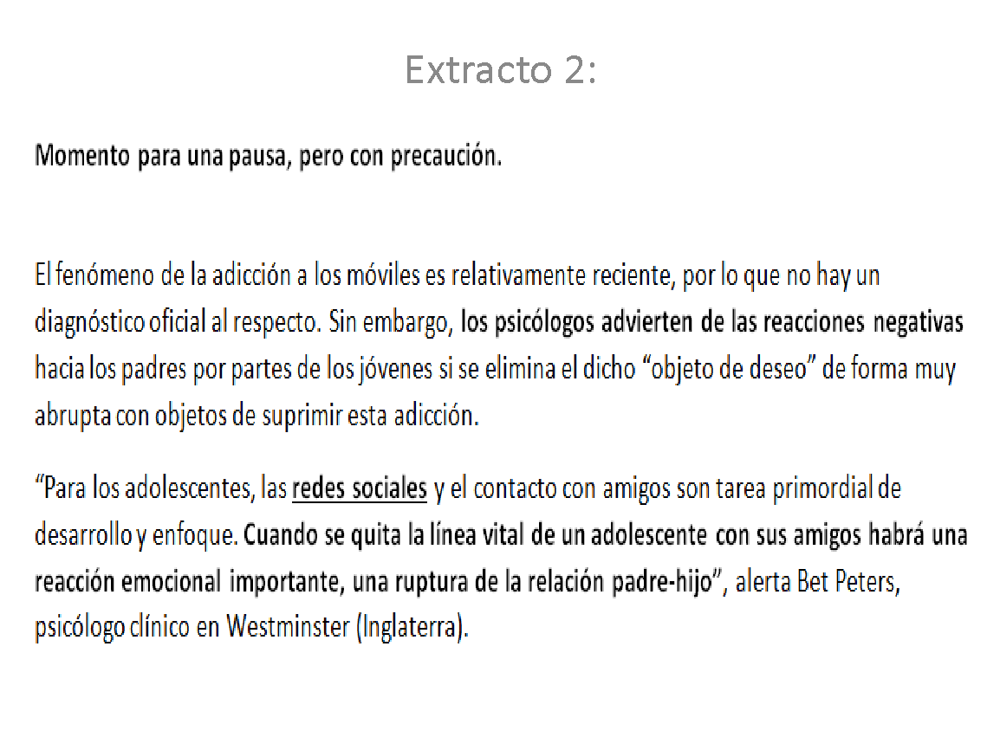 Extracto 2:
Momento para una pausa, pero con precaución.
El fenómeno de la adicción a los móviles es relativamente reciente, por lo que no hay un
diagnóstico oficial al respecto. Sin embargo, los psicólogos advierten de las reacciones negativas
hacia los padres por partes de los jóvenes si se elimina el dicho “objeto de deseo” de forma muy
abrupta con objetos de suprimir esta adicción.
“Para los adolescentes, las redes sociales y el contacto con amigos son tarea primordial de
desarrollo y enfoque. Cuando se quita la línea vital de un adolescente con sus amigos habrá una
reacción emocional importante, una ruptura de la relación padre-hijo”, alerta Bet Peters,
psicólogo clínico en Westminster (Inglaterra).